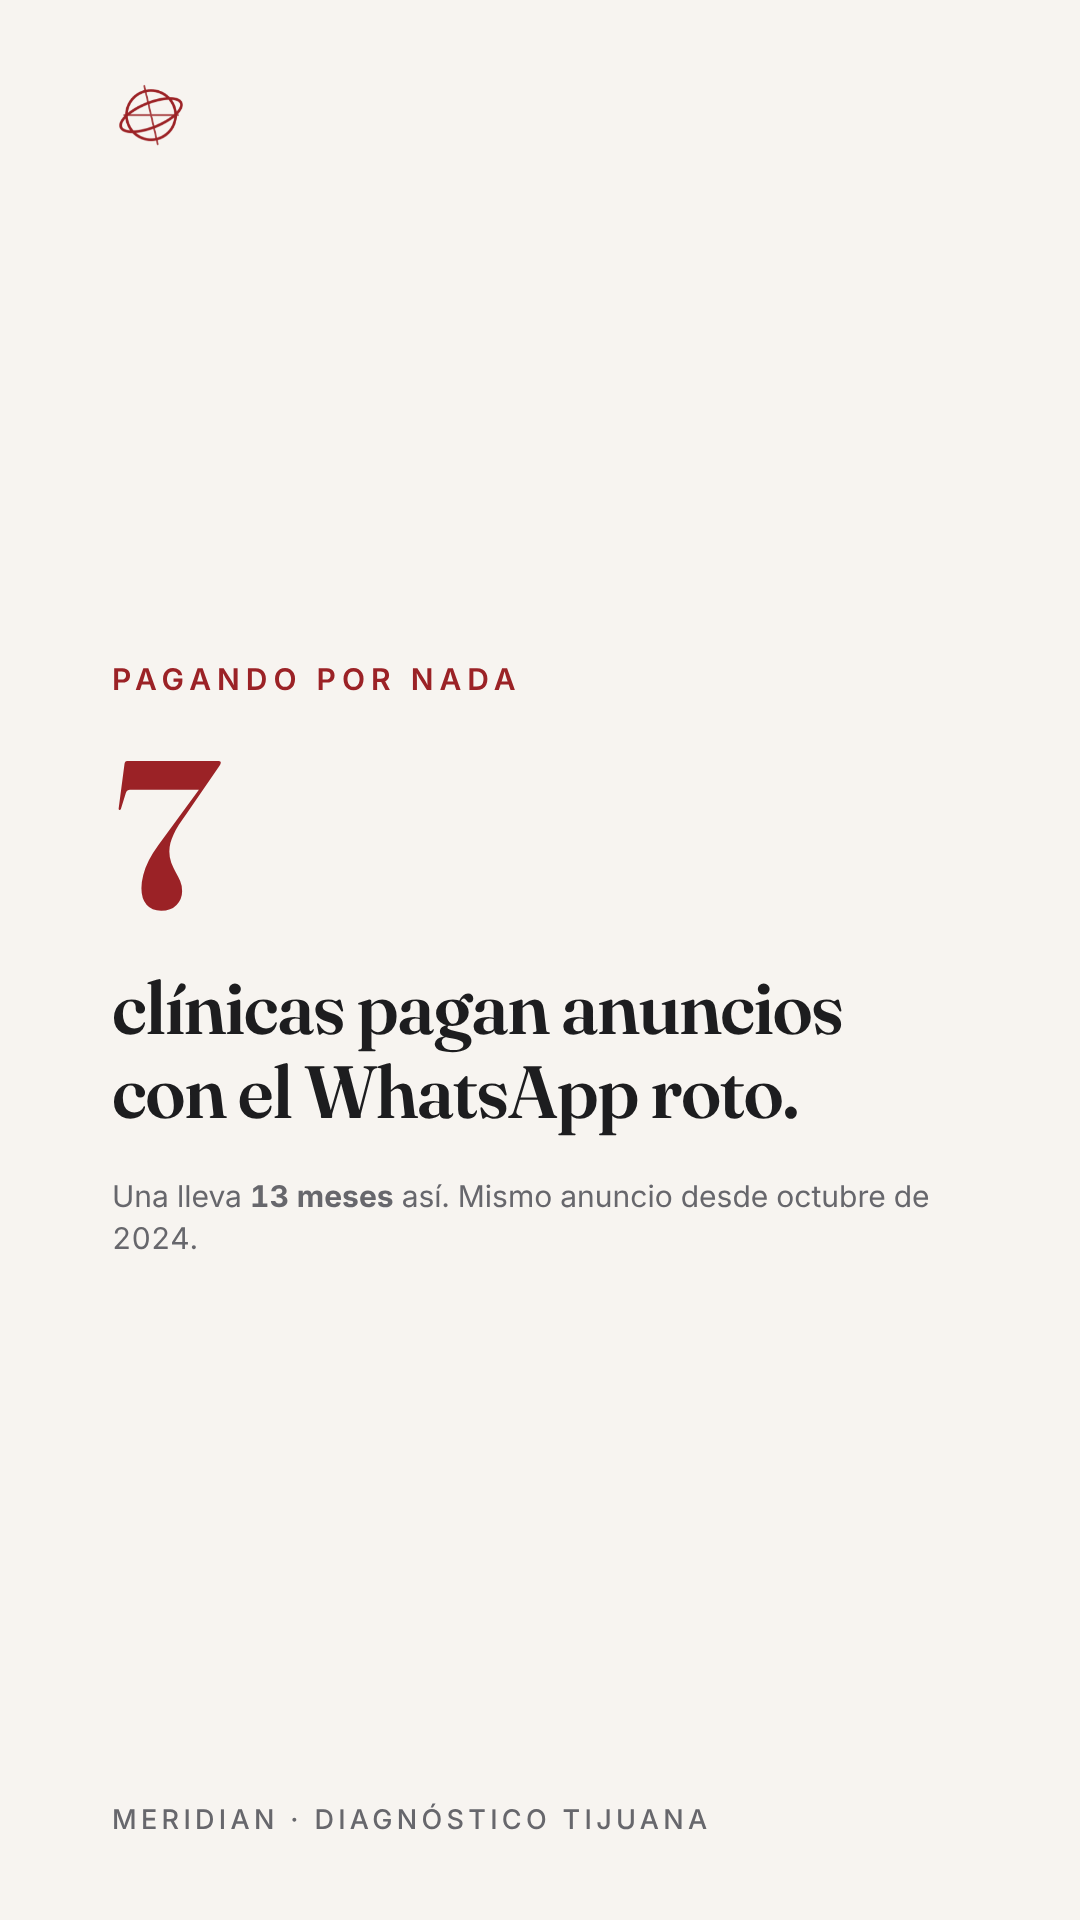 PAGANDO POR NADA
7
clínicas pagan anuncios
con el WhatsApp roto.
Una lleva 13 meses así. Mismo anuncio desde octubre de
2024.
MERIDIAN · DIAGNÓSTICO TIJUANA